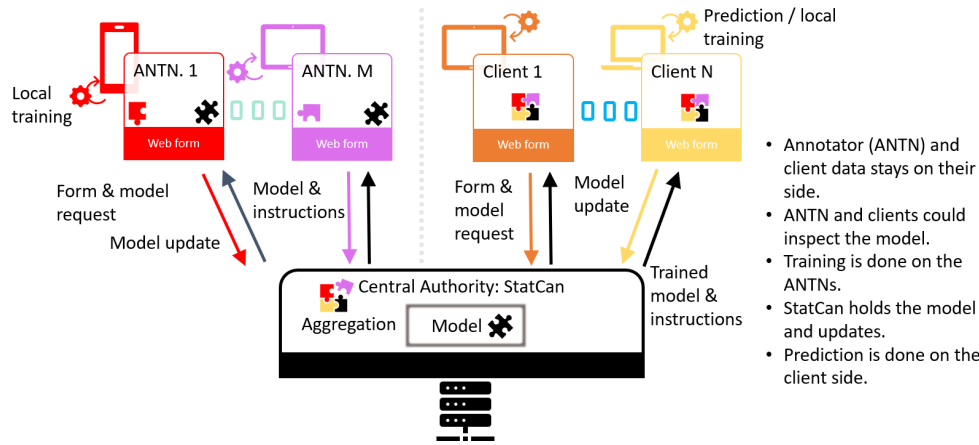 Prediction / local
training
ANTN. 1
ANTN. M
Client 1
Client N
Local
training
Web form
Web form
Web form
Web form
Form & model
request
Model update
Model &
instructions
Form &
model
request
Model
update
Trained
model &
instructions
Central Authority: StatCan
Aggregation
Model
• Annotator (ANTN) and
client data stays on their
side.
• ANTN and clients could
inspect the model.
• Training is done on the
ANTNs.
• StatCan holds the model
and updates.
• Prediction is done on the
client side.